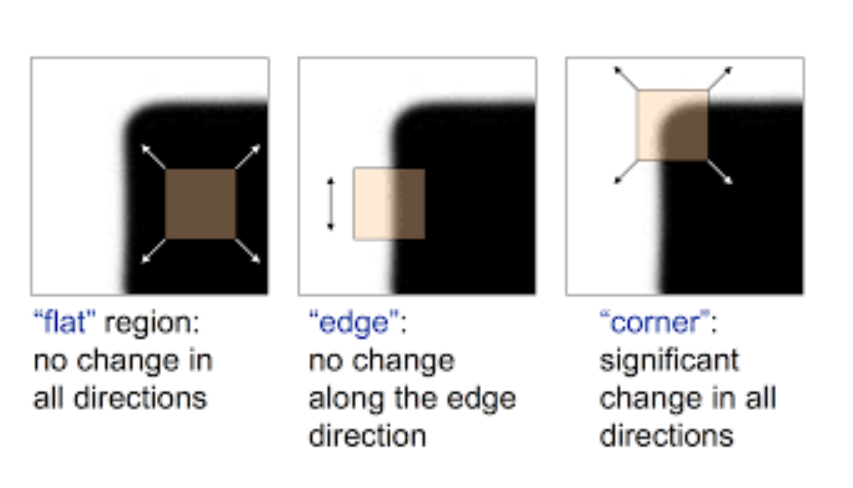 “flat” region:
no change in
all directions
“edge”:
no change
along the edge
direction
“corner”:
significant
change in all
directions